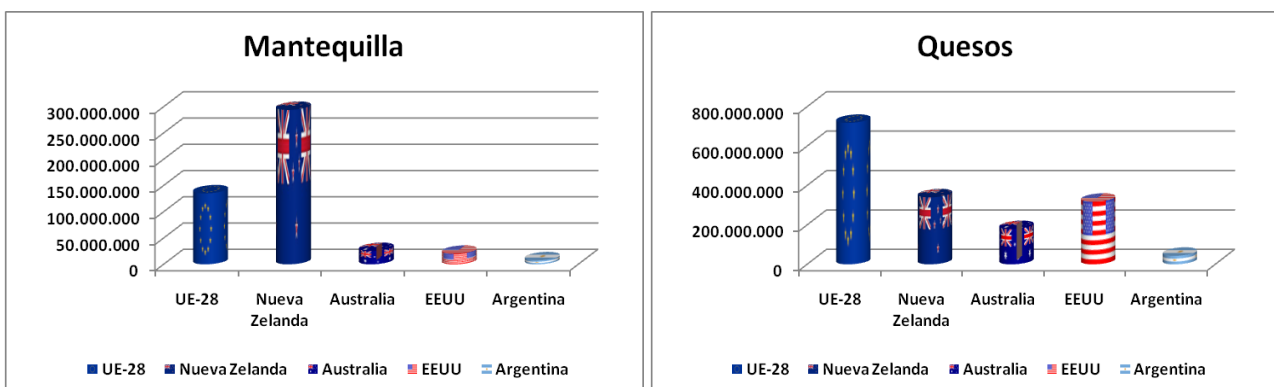 Mantequilla
300.000.000
250.000.000
200.000.000
150.000.000
100.000.000
50.000.000
0
UE-28 Nueva Zelanda Australia EEUU Argentina
UE-28 Nueva Zelanda Australia EEUU Argentina
Quesos
800.000.000
600.000.000
400.000.000
200.000.000
0
UE-28 Nueva Zelanda Australia EEUU Argentina
UE-28 Nueva Zelanda Australia EEUU Argentina